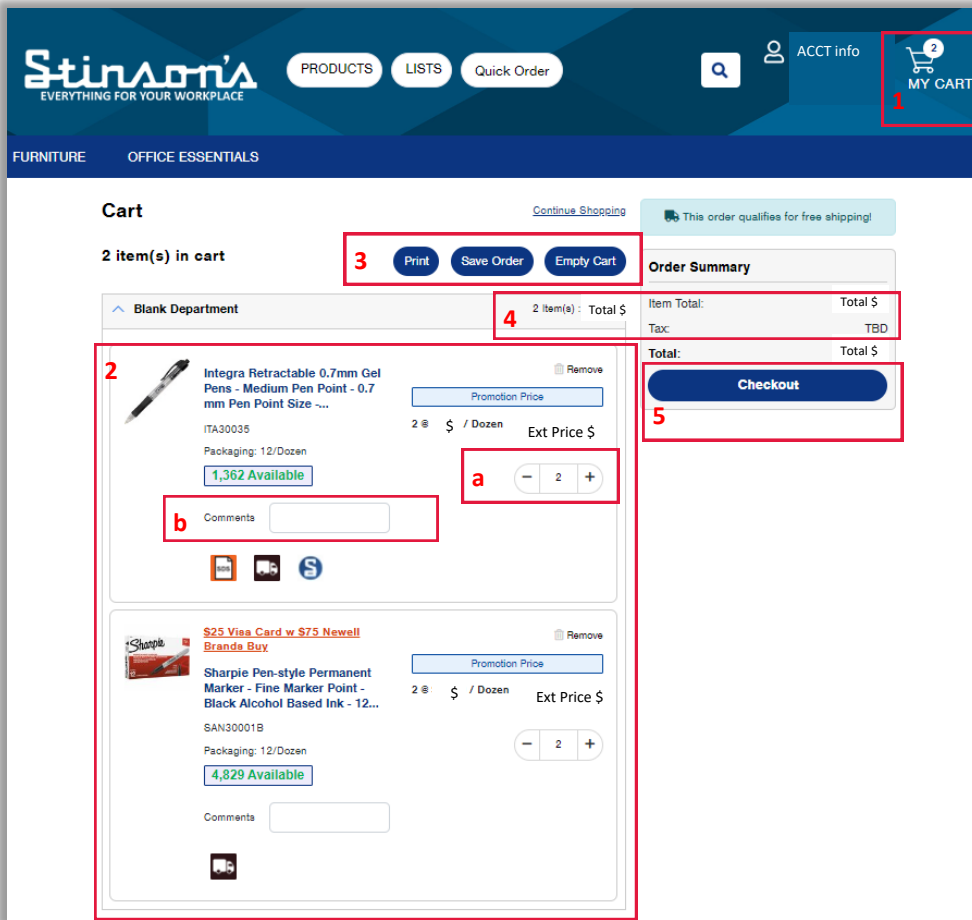 Stinson's
EVERYTHING FOR YOUR WORKPLACE
PRODUCTS
LISTS
Quick Order
ACCT info
2
MY CART
1
FURNITURE
OFFICE ESSENTIALS
Cart
Continue Shopping
This order qualifies for free shipping!
2 item(s) in cart
3
Print
Save Order
Empty Cart
Order Summary
Blank Department
2 Item(s) : Total $
4
Item Total: Total $
Tax: TBD
Total: Total $
Checkout
5
2
Integra Retractable 0.7mm Gel
Pens - Medium Pen Point - 0.7
mm Pen Point Size -...
Remove
Promotion Price
2 @ $ / Dozen Ext Price $
ITA30035
Packaging: 12/Dozen
1,362 Available
a
− 2 +
b
Comments
SDS
S
Sharpie
$25 Visa Card w $75 Newell
Brands Buy
Remove
Promotion Price
Sharpie Pen-style Permanent
Marker - Fine Marker Point -
Black Alcohol Based Ink - 12...
2 @ $ / Dozen Ext Price $
SAN30001B
Packaging: 12/Dozen
4,829 Available
− 2 +
Comments